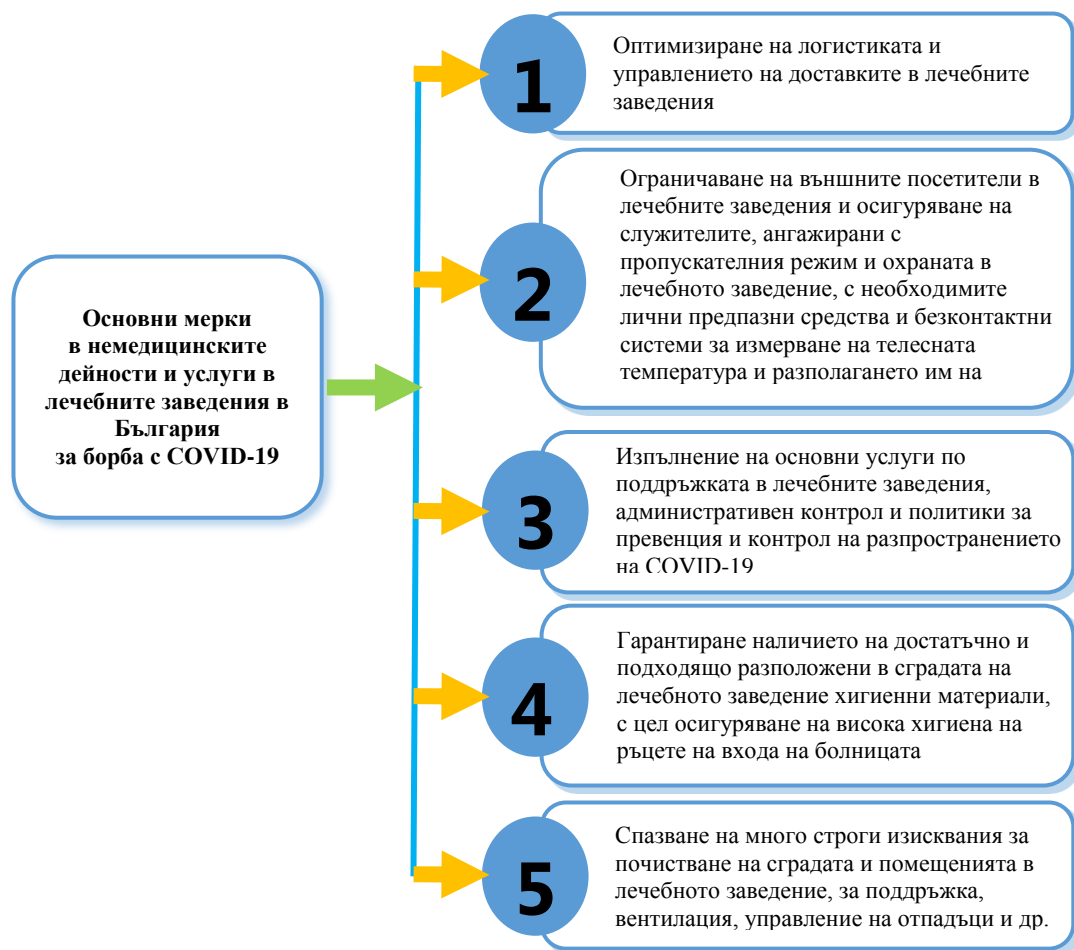 Основни мерки
в немедицинските
дейности и услуги в
лечебните заведения в
България
за борба с COVID-19
1
Оптимизиране на логистиката и
управлението на доставките в лечебните
заведения
2
Ограничаване на външните посетители в
лечебните заведения и осигуряване на
служителите, ангажирани с
пропускателния режим и охраната в
лечебното заведение, с необходимите
лични предпазни средства и безконтактни
системи за измерване на телесната
температура и разполагането им на
3
Изпълнение на основни услуги по
поддръжката в лечебните заведения,
административен контрол и политики за
превенция и контрол на разпространението
на COVID-19
4
Гарантиране наличието на достатъчно и
подходящо разположени в сградата на
лечебното заведение хигиенни материали,
с цел осигуряване на висока хигиена на
ръцете на входа на болницата
5
Спазване на много строги изисквания за
почистване на сградата и помещенията в
лечебното заведение, за поддръжка,
вентилация, управление на отпадъци и др.